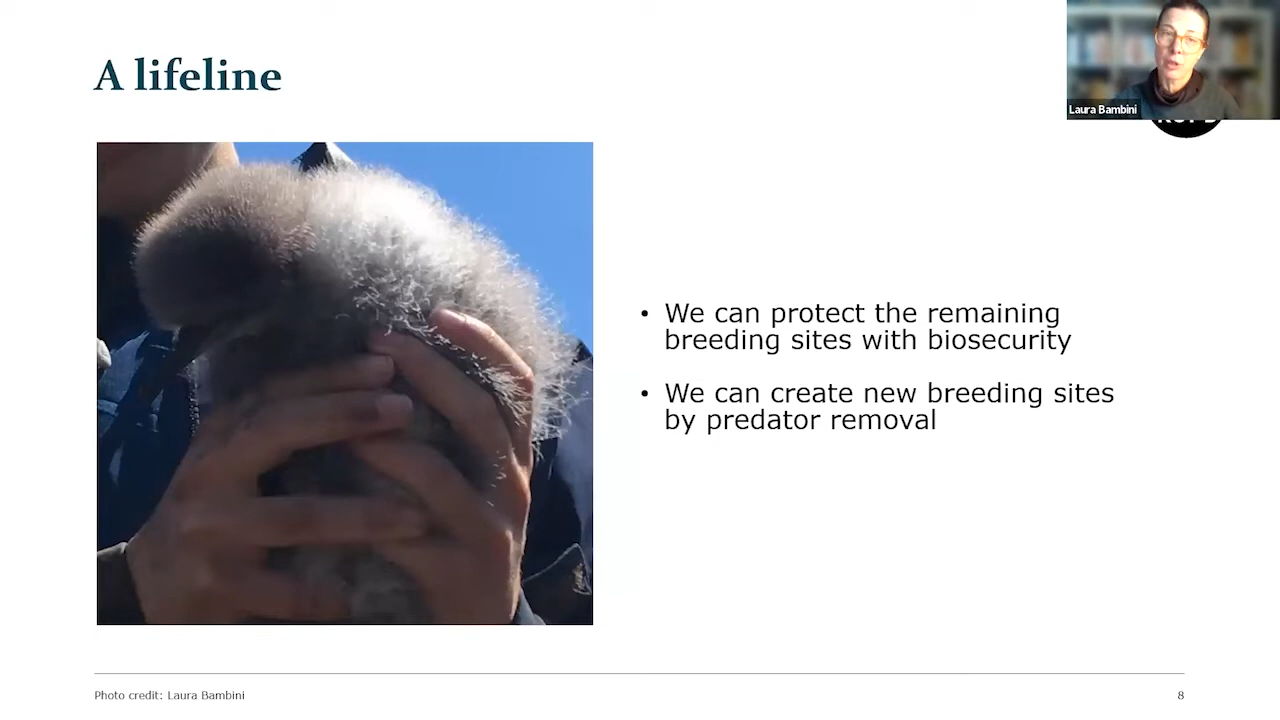 A lifeline
Laura Bambini
• We can protect the remaining
breeding sites with biosecurity
• We can create new breeding sites
by predator removal
Photo credit: Laura Bambini
8